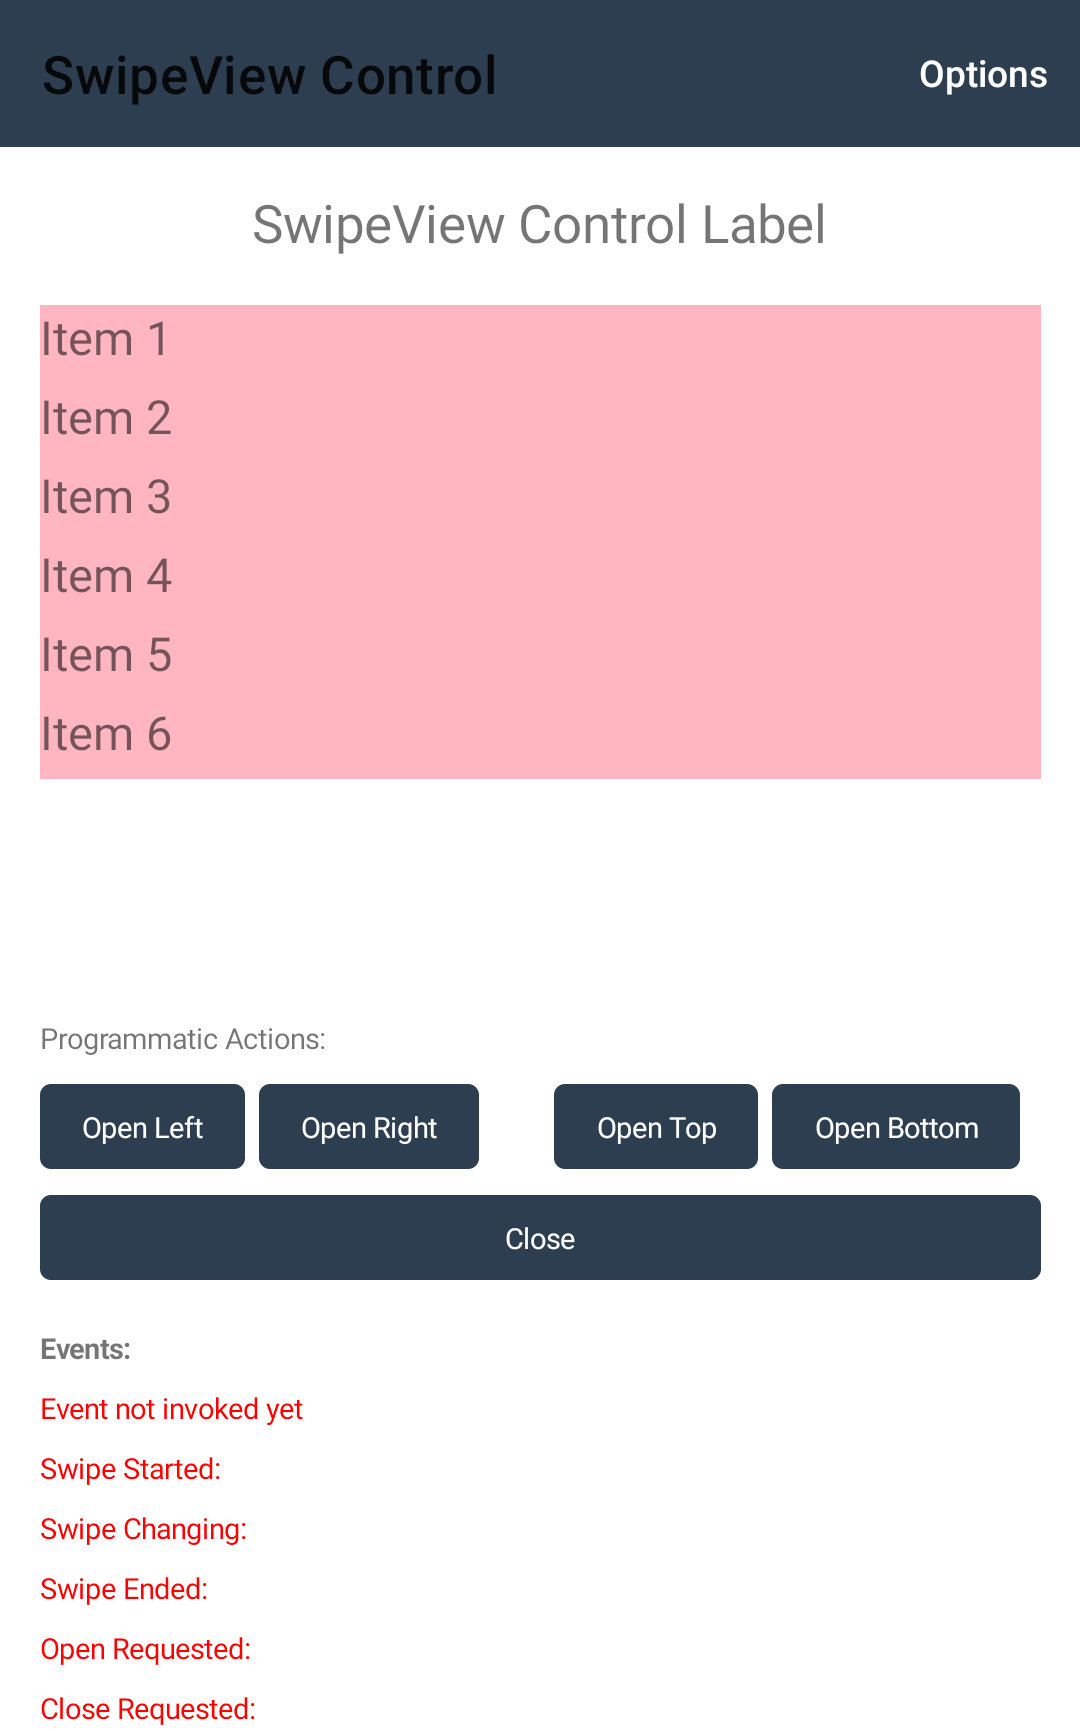 SwipeView Control
Options
SwipeView Control Label
Item 1
Item 2
Item 3
Item 4
Item 5
Item 6
Programmatic Actions:
Open Left
Open Right
Open Top
Open Bottom
Close
Events:
Event not invoked yet
Swipe Started:
Swipe Changing:
Swipe Ended:
Open Requested:
Close Requested: